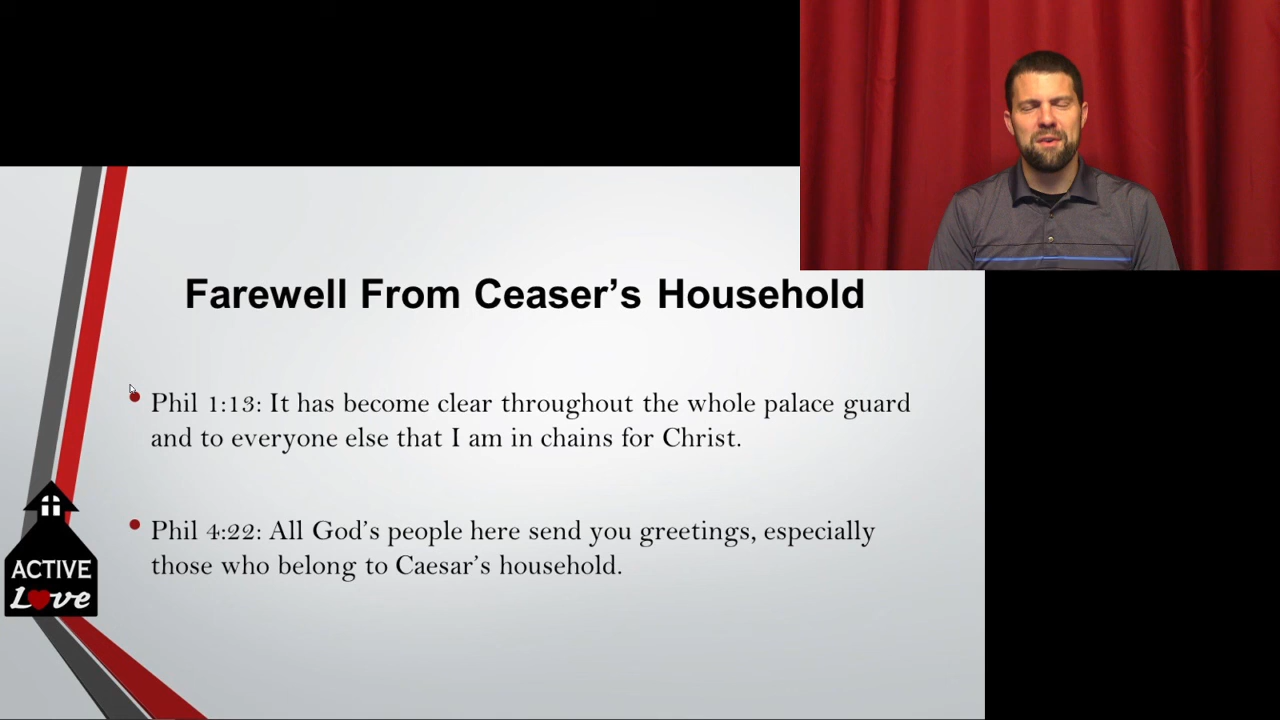 Farewell From Ceaser's Household
Phil 1:13: It has become clear throughout the whole palace guard
and to everyone else that I am in chains for Christ.
Phil 4:22: All God's people here send you greetings, especially
those who belong to Caesar's household.
ACTIVE
Love